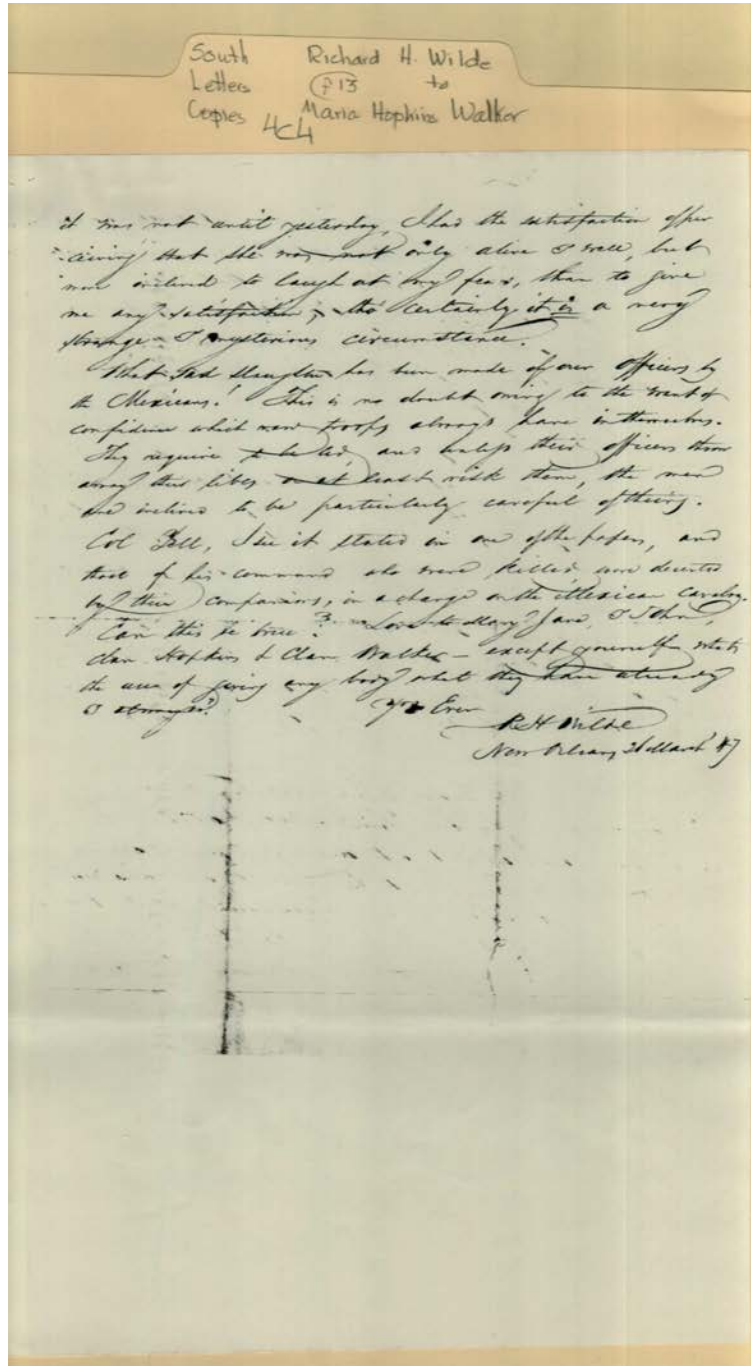 South Richard H. Wilde
Letters p 13 to
Copies 4C4 Maria Hopkins Walker
it was not until yesterday, I had the satisfaction of per
-ceiving that she was not only alive & well, but
more inclined to laugh at my fears, than to give
me any satisfaction; tho' certainly it is a very
strange & mysterious circumstance.
What sad slaughter has been made of our officers by
the Mexicans! This is no doubt owing to the want of
confidence which new troops always have in themselves.
They require to be led, and unless their officers throw
away their lives or at least risk them, the men
are inclined to be particularly careful of theirs.
Col Yell, I see it stated in one of the papers, and
those of his command who were killed were deserted
by their companions, in a charge on the Mexican cavalry.
Can this be true? Love to Mary Jane, & John,
clan Hopkins & Clan Walker – except yourself – what's
the use of giving any body what they have already
& always?
Yrs Ever
R H Wilde
New Orleans 26 March '47